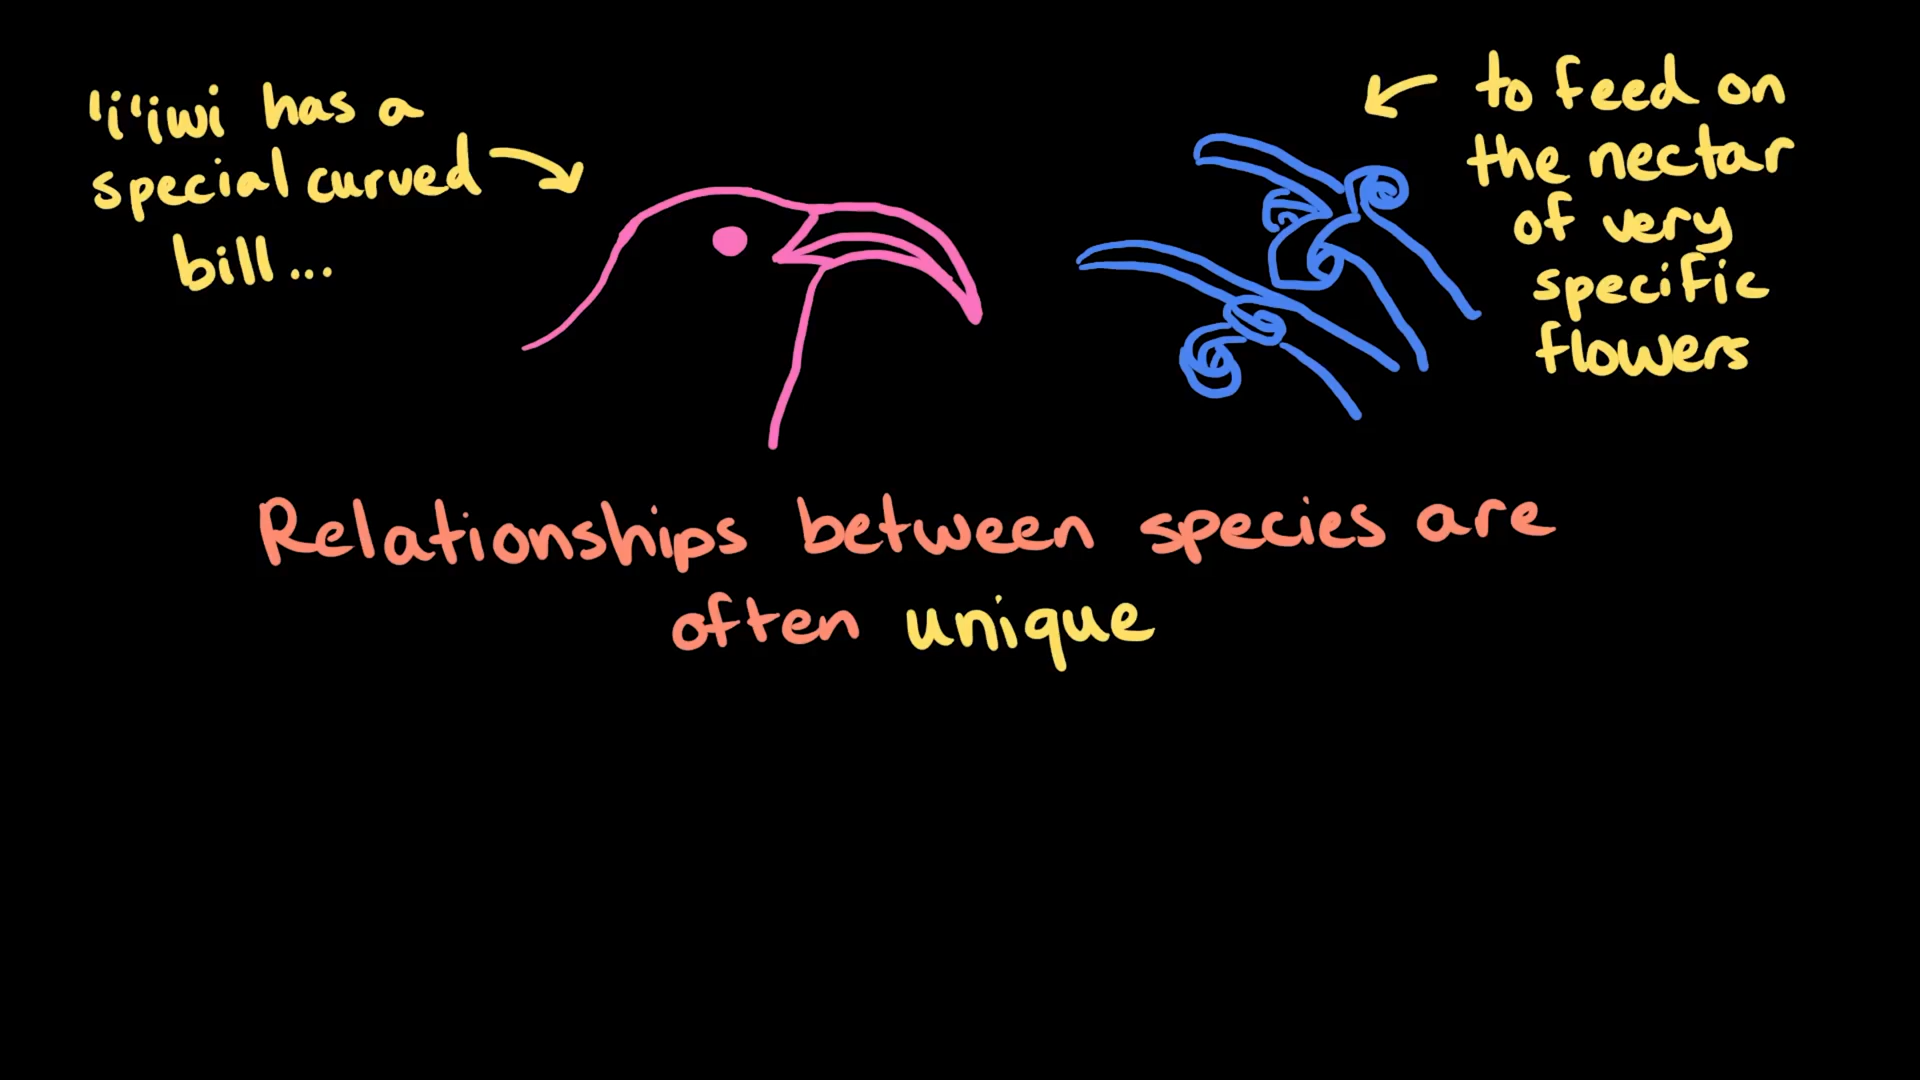 'i'iwi has a
special curved
bill...
to feed on
the nectar
of very
specific
flowers
Relationships between species are
often unique